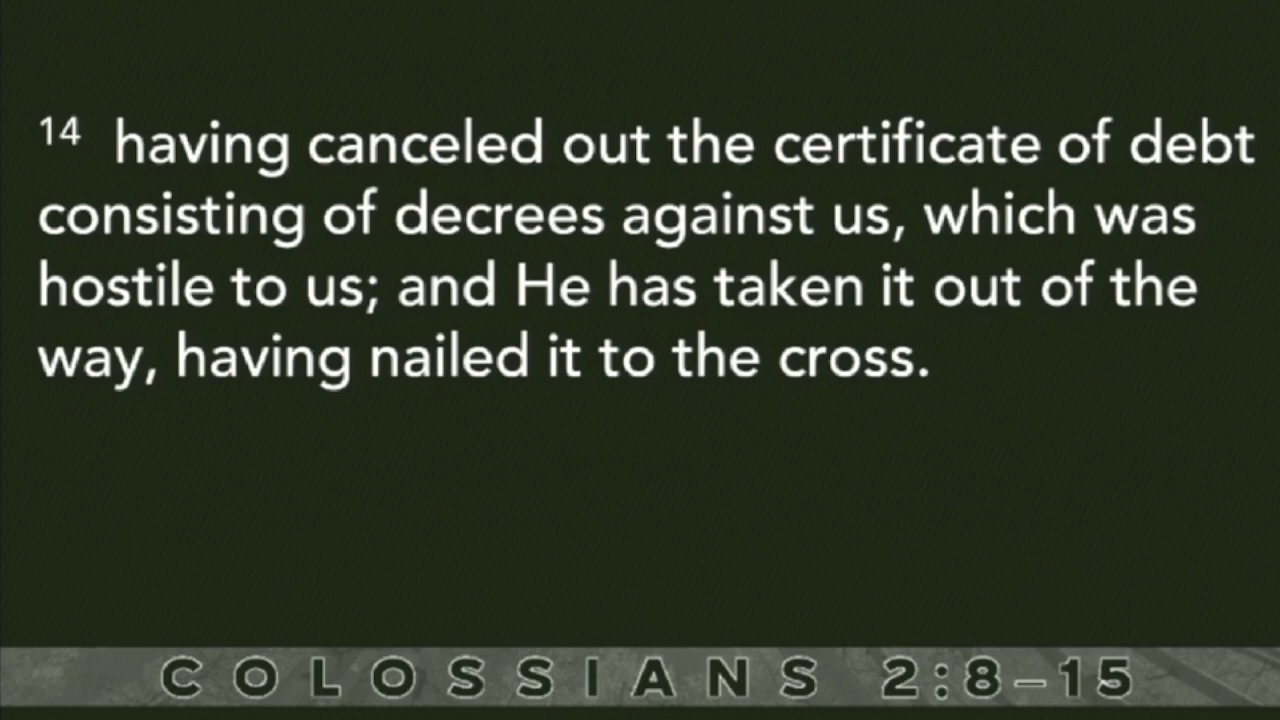 14 having canceled out the certificate of debt
consisting of decrees against us, which was
hostile to us; and He has taken it out of the
way, having nailed it to the cross.
COLOSSIANS 2:8–15